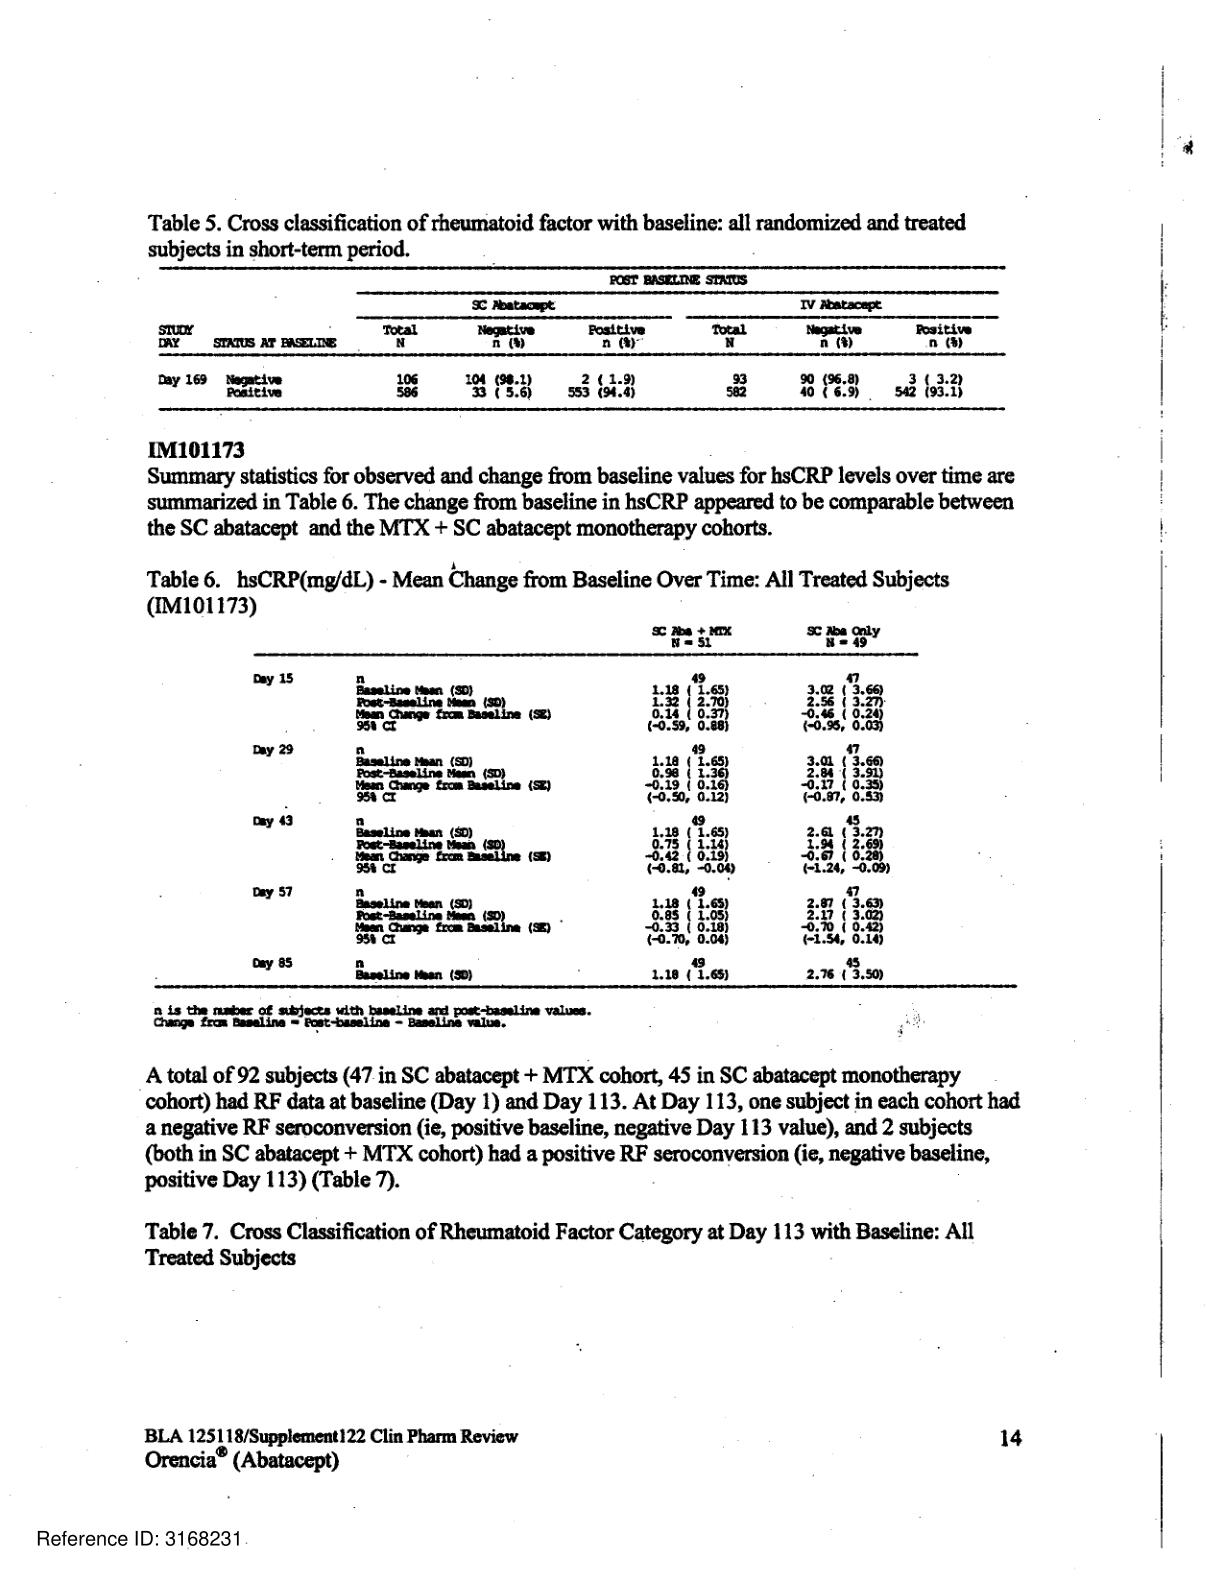 Table 5. Cross classification of rheumatoid factor with baseline: all randomized and treated
subjects in short-term period.
POST BASELINE STATUS
SC Abatacept IV Abatacept
STUDY Total Negative Positive Total Negative Positive
DAY STATUS AT BASELINE N n (%) n (%) N n (%) n (%)
Day 169 Negative 106 104 (98.1) 2 ( 1.9) 93 90 (96.8) 3 ( 3.2)
Positive 586 33 ( 5.6) 553 (94.4) 582 40 ( 6.9) 542 (93.1)
IM101173
Summary statistics for observed and change from baseline values for hsCRP levels over time are
summarized in Table 6. The change from baseline in hsCRP appeared to be comparable between
the SC abatacept and the MTX + SC abatacept monotherapy cohorts.
Table 6. hsCRP(mg/dL) - Mean Change from Baseline Over Time: All Treated Subjects
(IM101173)
SC Aba + MTX SC Aba Only
N = 51 N = 49
Day 15 n 49 47
Baseline Mean (SD) 1.18 ( 1.65) 3.02 ( 3.66)
Post-Baseline Mean (SD) 1.32 ( 2.70) 2.56 ( 3.27)
Mean Change from Baseline (SE) 0.14 ( 0.37) -0.46 ( 0.24)
95% CI (-0.59, 0.88) (-0.95, 0.03)
Day 29 n 49 47
Baseline Mean (SD) 1.18 ( 1.65) 3.01 ( 3.66)
Post-Baseline Mean (SD) 0.98 ( 1.36) 2.84 ( 3.91)
Mean Change from Baseline (SE) -0.19 ( 0.16) -0.17 ( 0.35)
95% CI (-0.50, 0.12) (-0.87, 0.53)
Day 43 n 49 45
Baseline Mean (SD) 1.18 ( 1.65) 2.61 ( 3.27)
Post-Baseline Mean (SD) 0.75 ( 1.14) 1.94 ( 2.69)
Mean Change from Baseline (SE) -0.42 ( 0.19) -0.67 ( 0.28)
95% CI (-0.81, -0.04) (-1.24, -0.09)
Day 57 n 49 47
Baseline Mean (SD) 1.18 ( 1.65) 2.87 ( 3.63)
Post-Baseline Mean (SD) 0.85 ( 1.05) 2.17 ( 3.02)
Mean Change from Baseline (SE) -0.33 ( 0.18) -0.70 ( 0.42)
95% CI (-0.70, 0.04) (-1.54, 0.14)
Day 85 n 49 45
Baseline Mean (SD) 1.18 ( 1.65) 2.76 ( 3.50)
n is the number of subjects with baseline and post-baseline values.
Change from Baseline = Post-baseline - Baseline value.
A total of 92 subjects (47 in SC abatacept + MTX cohort, 45 in SC abatacept monotherapy
cohort) had RF data at baseline (Day 1) and Day 113. At Day 113, one subject in each cohort had
a negative RF seroconversion (ie, positive baseline, negative Day 113 value), and 2 subjects
(both in SC abatacept + MTX cohort) had a positive RF seroconversion (ie, negative baseline,
positive Day 113) (Table 7).
Table 7. Cross Classification of Rheumatoid Factor Category at Day 113 with Baseline: All
Treated Subjects
BLA 125118/Supplement122 Clin Pharm Review 14
Orencia® (Abatacept)
Reference ID: 3168231